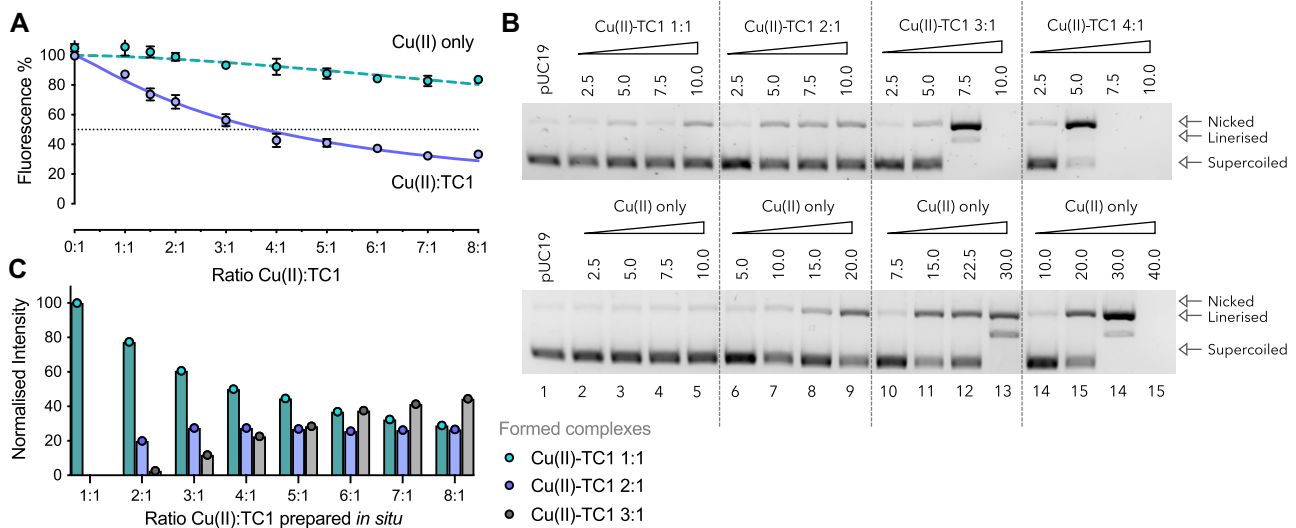 A
Cu(II) only
100
80
60
40
20
0
Fluorescence %
Cu(II):TC1
0:1 1:1 2:1 3:1 4:1 5:1 6:1 7:1 8:1
Ratio Cu(II):TC1
B
Cu(II)-TC1 1:1 Cu(II)-TC1 2:1 Cu(II)-TC1 3:1 Cu(II)-TC1 4:1
pUC19 2.5 5.0 7.5 10.0 2.5 5.0 7.5 10.0 2.5 5.0 7.5 10.0 2.5 5.0 7.5 10.0
Nicked
Linerised
Supercoiled
Cu(II) only Cu(II) only Cu(II) only Cu(II) only
pUC19 2.5 5.0 7.5 10.0 5.0 10.0 15.0 20.0 7.5 15.0 22.5 30.0 10.0 20.0 30.0 40.0
Nicked
Linerised
Supercoiled
1 2 3 4 5 6 7 8 9 10 11 12 13 14 15 14 15
C
100
80
60
40
20
0
Normalised Intensity
1:1 2:1 3:1 4:1 5:1 6:1 7:1 8:1
Ratio Cu(II):TC1 prepared in situ
Formed complexes
Cu(II)-TC1 1:1
Cu(II)-TC1 2:1
Cu(II)-TC1 3:1